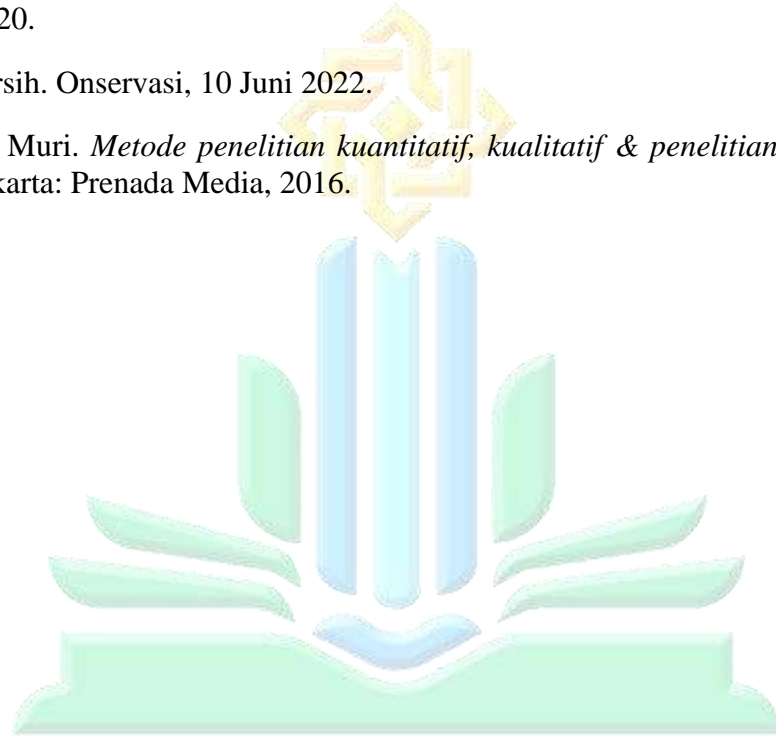 20.
rsih. Onservasi, 10 Juni 2022.
Muri. Metode penelitian kuantitatif, kualitatif & penelitian
karta: Prenada Media, 2016.